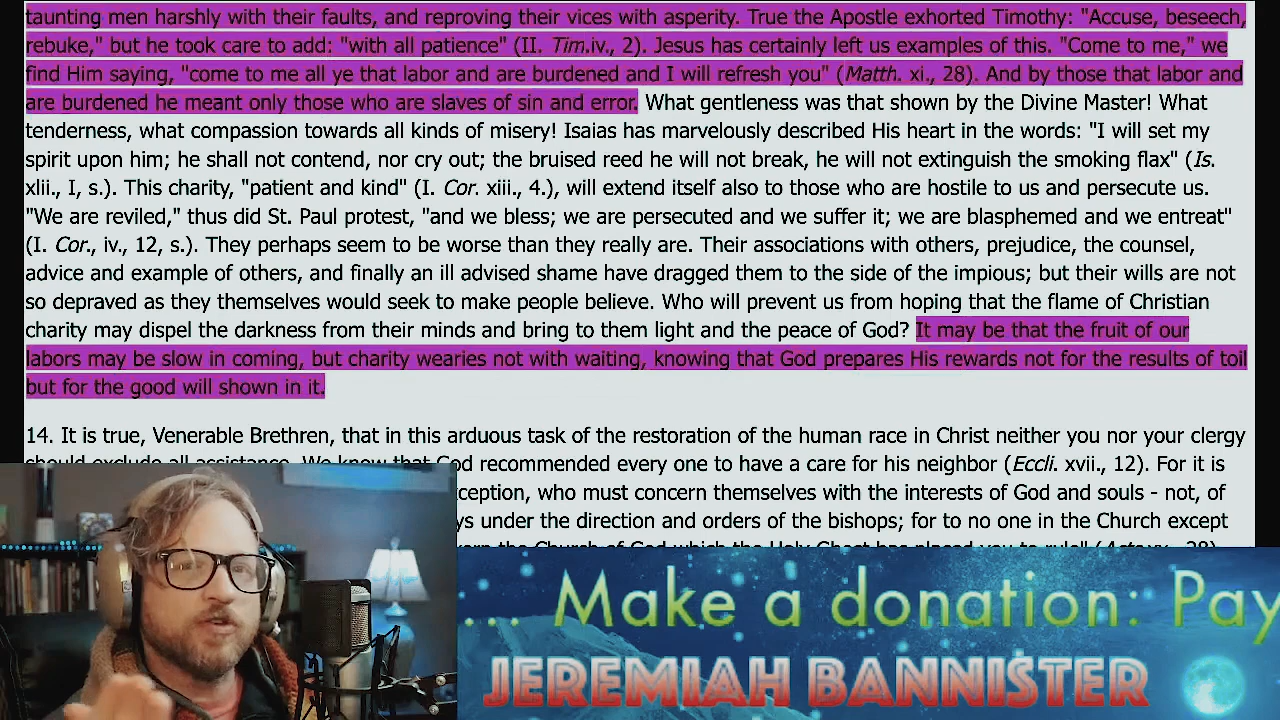 taunting men harshly with their faults, and reproving their vices with asperity. True the Apostle exhorted Timothy: "Accuse, beseech,
rebuke," but he took care to add: "with all patience" (II. Tim.iv., 2). Jesus has certainly left us examples of this. "Come to me," we
find Him saying, "come to me all ye that labor and are burdened and I will refresh you" (Matth. xi., 28). And by those that labor and
are burdened he meant only those who are slaves of sin and error. What gentleness was that shown by the Divine Master! What
tenderness, what compassion towards all kinds of misery! Isaias has marvelously described His heart in the words: "I will set my
spirit upon him; he shall not contend, nor cry out; the bruised reed he will not break, he will not extinguish the smoking flax" (Is.
xlii., I, s.). This charity, "patient and kind" (I. Cor. xiii., 4.), will extend itself also to those who are hostile to us and persecute us.
"We are reviled," thus did St. Paul protest, "and we bless; we are persecuted and we suffer it; we are blasphemed and we entreat"
(I. Cor., iv., 12, s.). They perhaps seem to be worse than they really are. Their associations with others, prejudice, the counsel,
advice and example of others, and finally an ill advised shame have dragged them to the side of the impious; but their wills are not
so depraved as they themselves would seek to make people believe. Who will prevent us from hoping that the flame of Christian
charity may dispel the darkness from their minds and bring to them light and the peace of God? It may be that the fruit of our
labors may be slow in coming, but charity wearies not with waiting, knowing that God prepares His rewards not for the results of toil
but for the good will shown in it.
14. It is true, Venerable Brethren, that in this arduous task of the restoration of the human race in Christ neither you nor your clergy
should exclude all assistance. We know that God recommended every one to have a care for his neighbor (Eccli. xvii., 12). For it is
who must concern themselves with the interests of God and souls - not, of
under the direction and orders of the bishops; for to no one in the Church except
the Church of God which the Holy Ghost has placed you to rule
... Make a donation: Pay
JEREMIAH BANNISTER